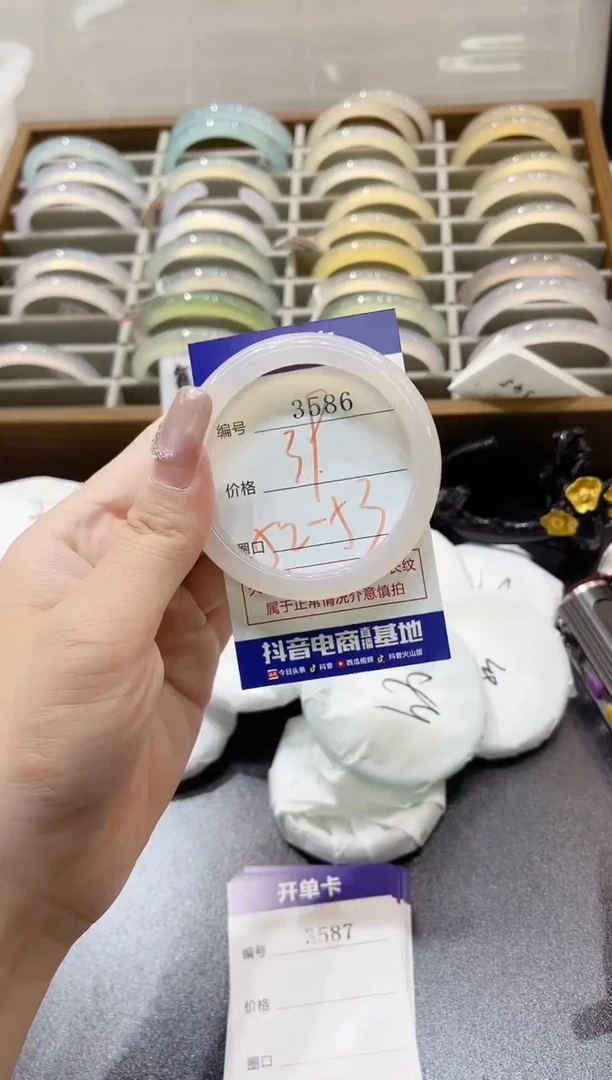 编号 3586
价格
圈口 52-53
属于正常情况介意慎拍
抖音电商直播基地
今日头条 抖音 西瓜视频 抖音火山版
开单卡
编号 3587
价格
圈口